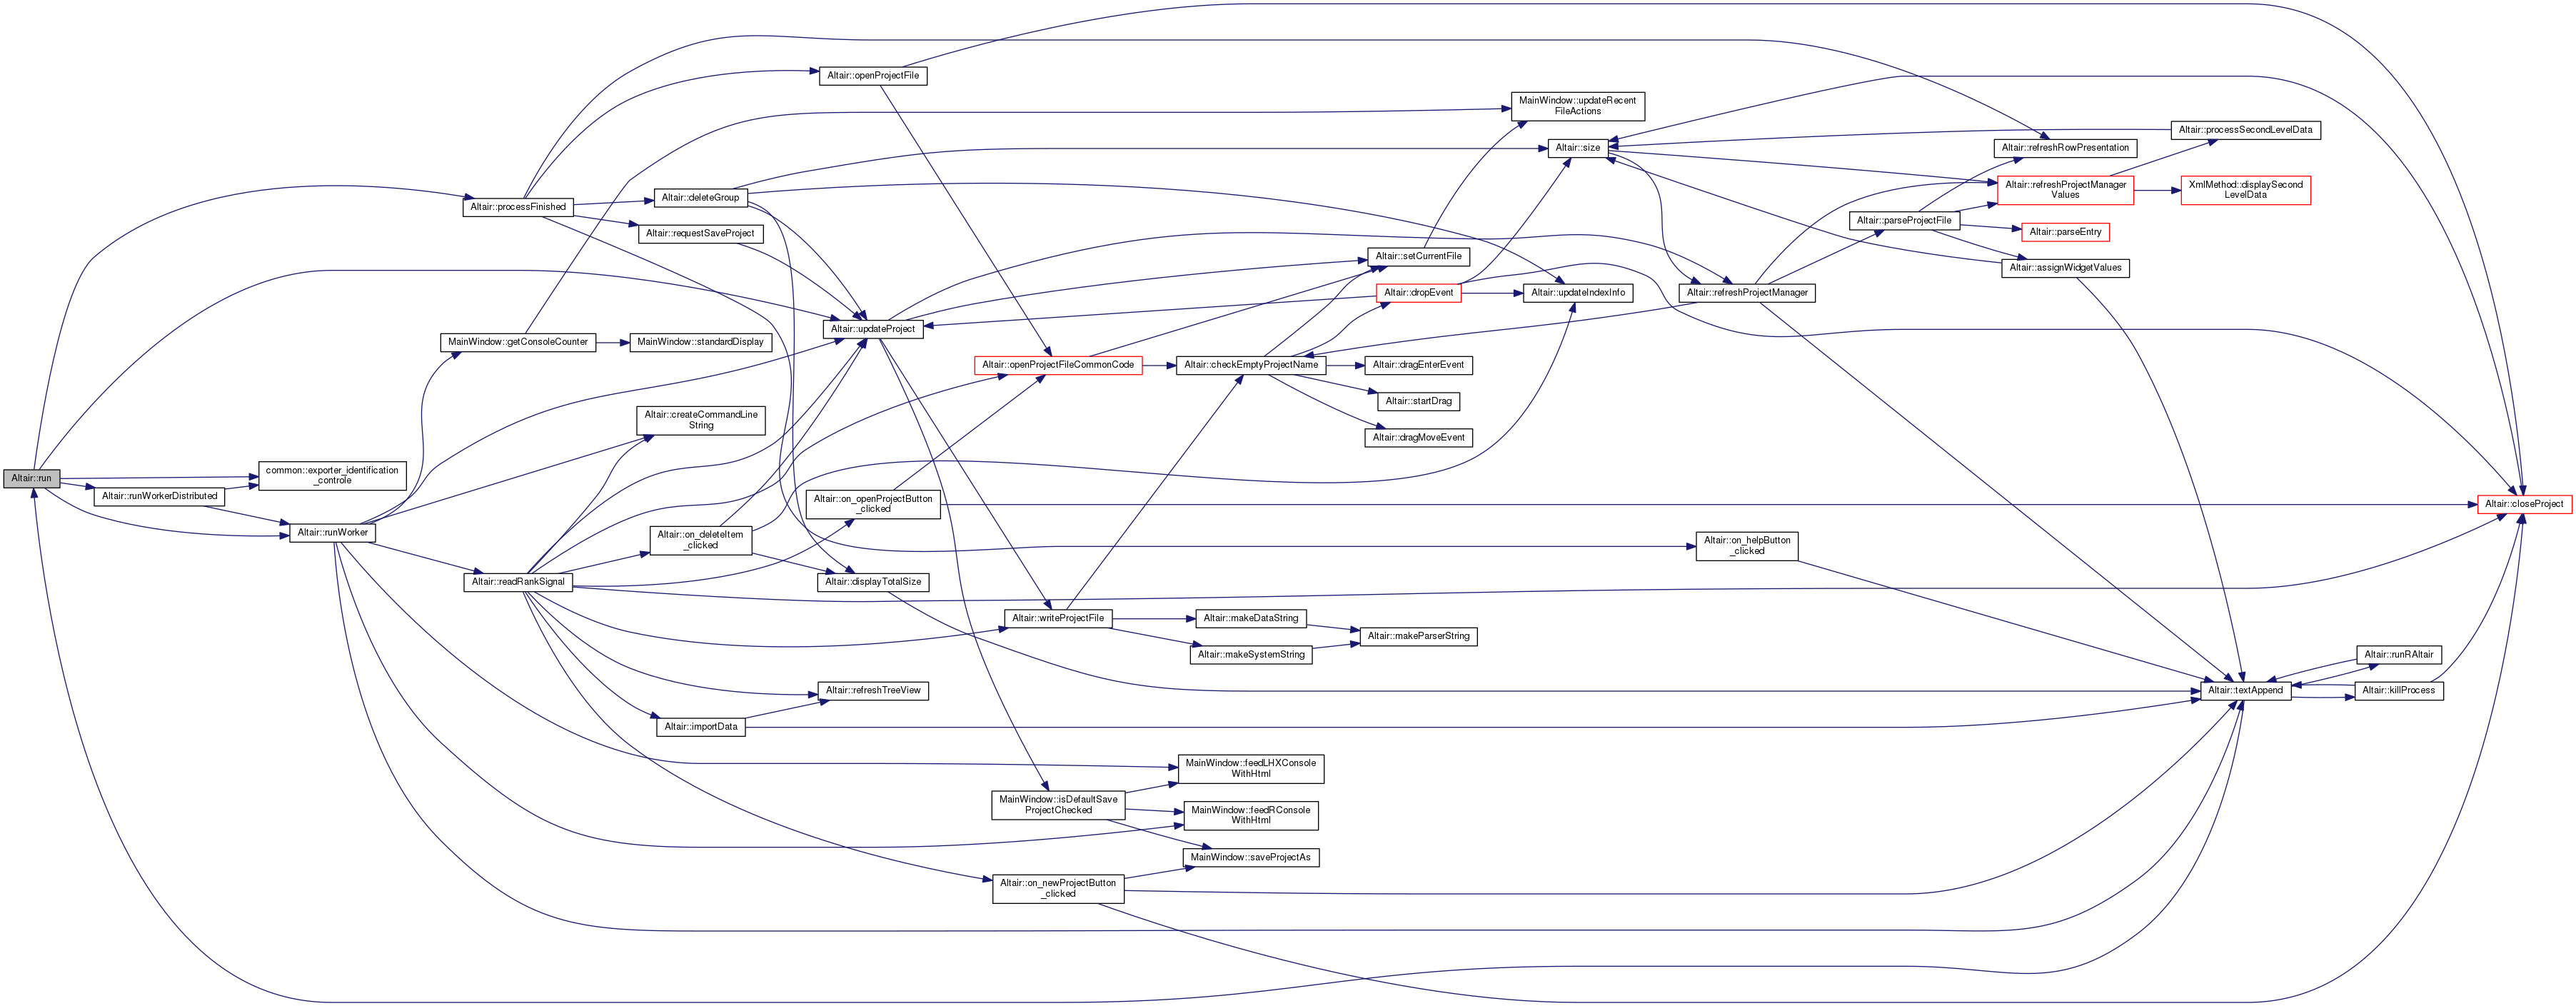 Altair::run
Altair::runWorkerDistributed
common::exporter_identification
_controle
Altair::runWorker
Altair::processFinished
MainWindow::getConsoleCounter
Altair::readRankSignal
Altair::deleteGroup
Altair::requestSaveProject
MainWindow::standardDisplay
Altair::createCommandLine
String
Altair::on_deleteItem
_clicked
Altair::importData
Altair::openProjectFile
Altair::updateProject
Altair::on_openProjectButton
_clicked
Altair::displayTotalSize
Altair::refreshTreeView
Altair::openProjectFileCommonCode
Altair::writeProjectFile
MainWindow::isDefaultSave
ProjectChecked
Altair::on_newProjectButton
_clicked
Altair::checkEmptyProjectName
Altair::makeDataString
Altair::makeSystemString
MainWindow::feedLHXConsole
WithHtml
MainWindow::feedRConsole
WithHtml
MainWindow::saveProjectAs
Altair::setCurrentFile
Altair::dropEvent
Altair::dragEnterEvent
Altair::startDrag
Altair::dragMoveEvent
Altair::makeParserString
MainWindow::updateRecent
FileActions
Altair::size
Altair::updateIndexInfo
Altair::refreshProjectManager
Altair::on_helpButton
_clicked
Altair::parseProjectFile
Altair::refreshRowPresentation
Altair::refreshProjectManager
Values
Altair::parseEntry
Altair::assignWidgetValues
Altair::processSecondLevelData
XmlMethod::displaySecond
LevelData
Altair::textAppend
Altair::runRAltair
Altair::killProcess
Altair::closeProject